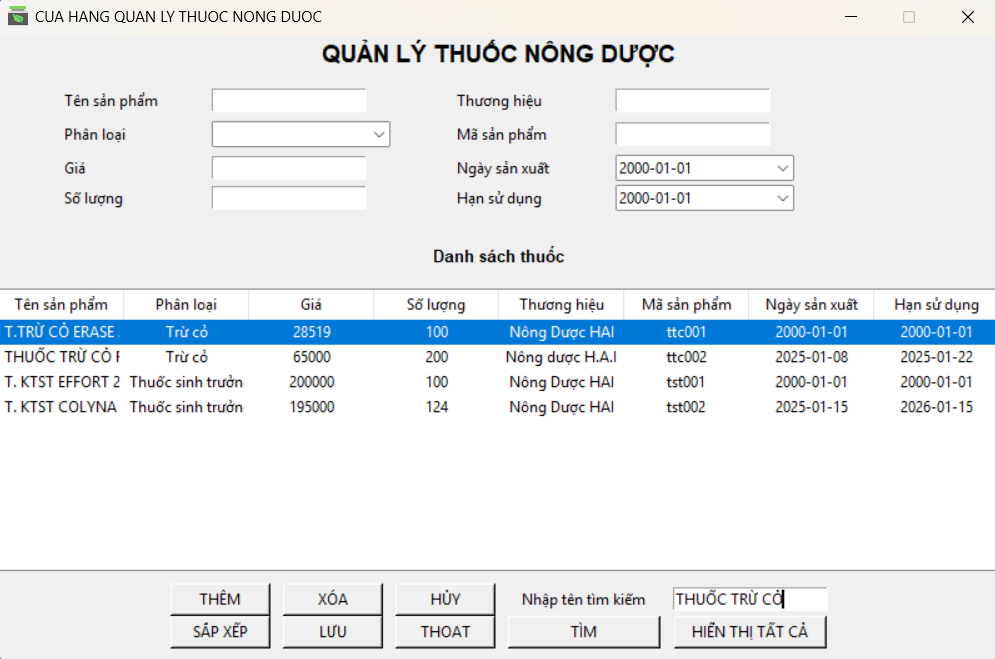 CUA HANG QUAN LY THUOC NONG DUOC
QUẢN LÝ THUỐC NÔNG DƯỢC
Tên sản phẩm Thương hiệu
Phân loại Mã sản phẩm
Giá Ngày sản xuất 2000-01-01
Số lượng Hạn sử dụng 2000-01-01
Danh sách thuốc
Tên sản phẩm Phân loại Giá Số lượng Thương hiệu Mã sản phẩm Ngày sản xuất Hạn sử dụng
T.TRỪ CỎ ERASE Trừ cỏ 28519 100 Nông Dược HAI ttc001 2000-01-01 2000-01-01
THUỐC TRỪ CỎ Trừ cỏ 65000 200 Nông dược H.A.I ttc002 2025-01-08 2025-01-22
T. KTST EFFORT 2 Thuốc sinh trưởn 200000 100 Nông Dược HAI tst001 2000-01-01 2000-01-01
T. KTST COLYNA Thuốc sinh trưởn 195000 124 Nông Dược HAI tst002 2025-01-15 2026-01-15
THÊM XÓA HỦY Nhập tên tìm kiếm THUỐC TRỪ CỎ
SẮP XẾP LƯU THOAT TÌM HIỂN THỊ TẤT CẢ